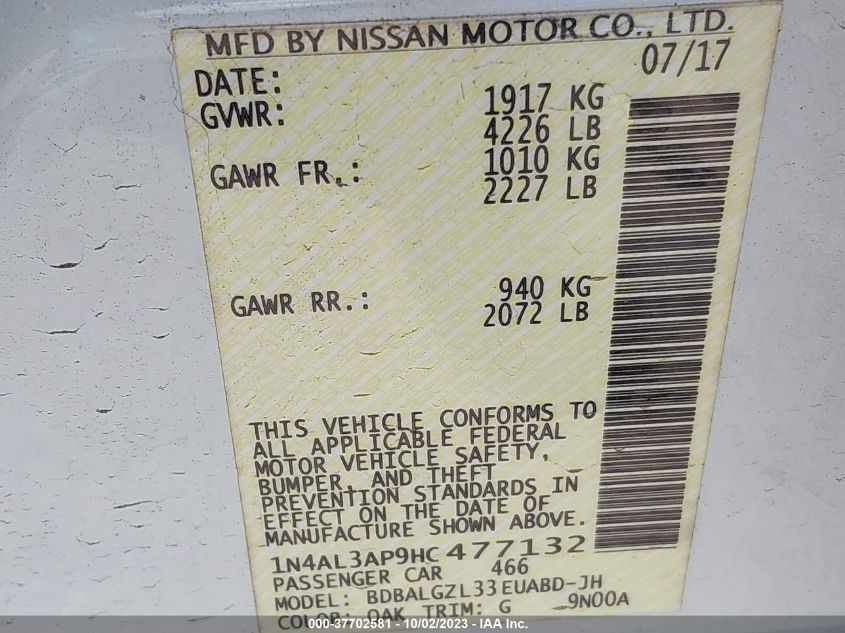 MFD BY NISSAN MOTOR CO., LTD.
DATE: 07/17
GVWR: 1917 KG
4226 LB
GAWR FR.: 1010 KG
2227 LB
GAWR RR.: 940 KG
2072 LB
THIS VEHICLE CONFORMS TO
ALL APPLICABLE FEDERAL
MOTOR VEHICLE SAFETY,
BUMPER, AND THEFT
PREVENTION STANDARDS IN
EFFECT ON THE DATE OF
MANUFACTURE SHOWN ABOVE.
1N4AL3AP9HC477132
PASSENGER CAR 466
MODEL: BDBALGZL33EUABD-JH
COLOR: QAK TRIM: G 9N00A
000-37702581 - 10/02/2023 - IAA Inc.